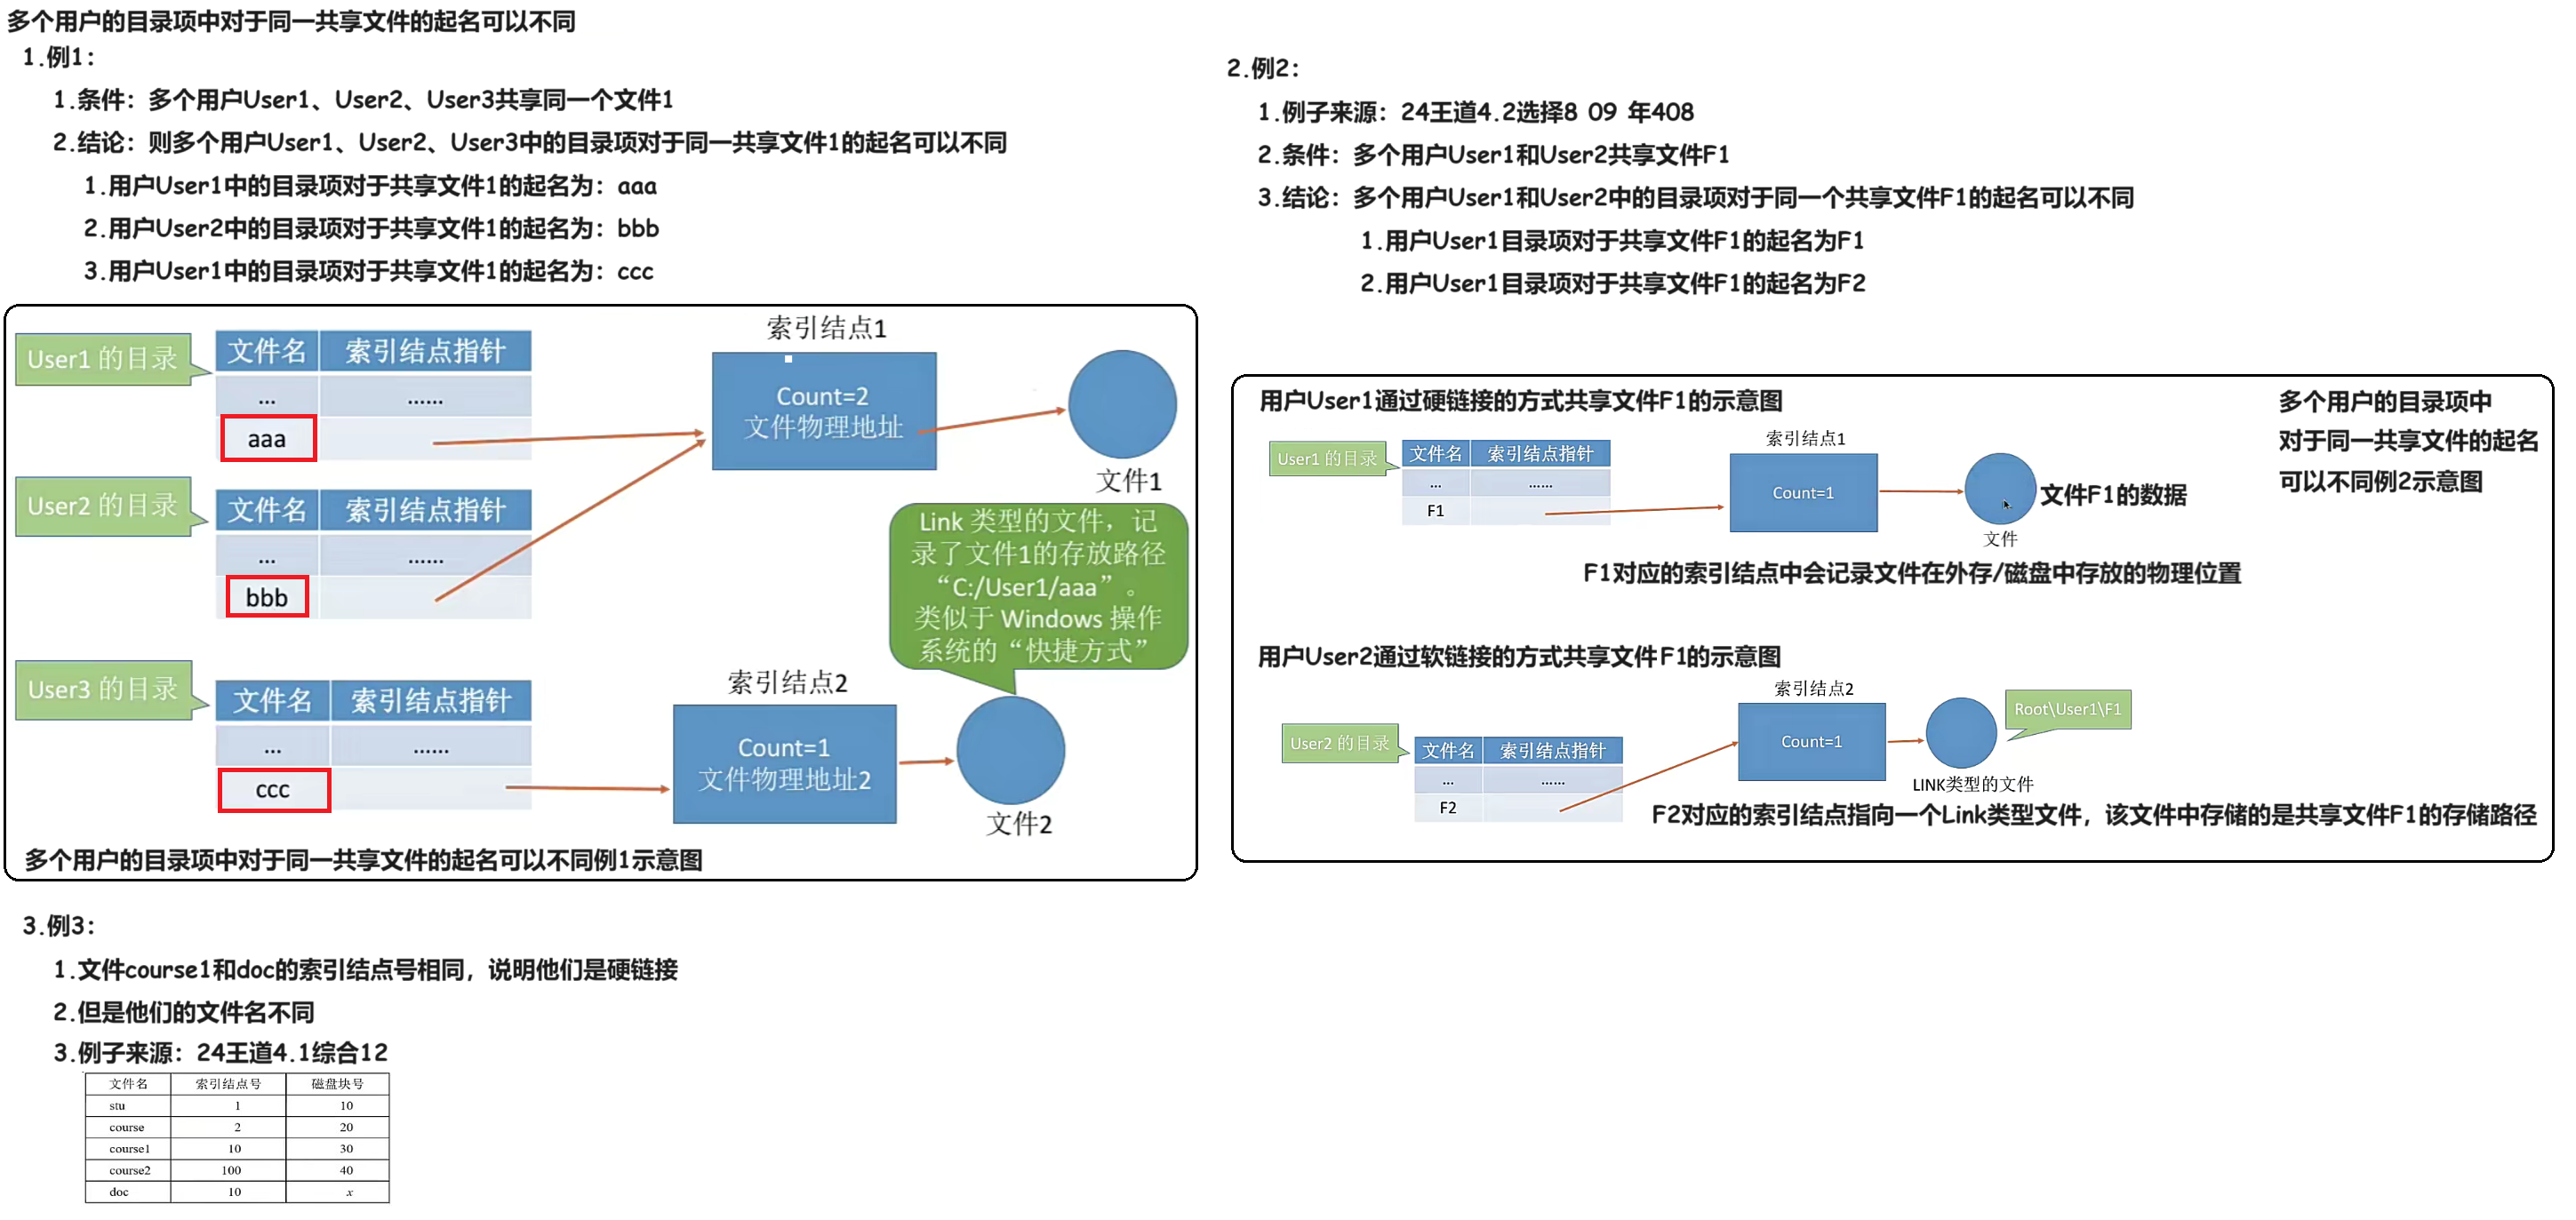 多个用户的目录项中对于同一共享文件的起名可以不同
1.例1：
1.条件：多个用户User1、User2、User3共享同一个文件1
2.结论：则多个用户User1、User2、User3中的目录项对于同一共享文件1的起名可以不同
1.用户User1中的目录项对于共享文件1的起名为：aaa
2.用户User2中的目录项对于共享文件1的起名为：bbb
3.用户User1中的目录项对于共享文件1的起名为：ccc
User1 的目录
文件名 索引结点指针
... ......
aaa
User2 的目录
文件名 索引结点指针
... ......
bbb
User3 的目录
文件名 索引结点指针
... ......
ccc
索引结点1
Count=2
文件物理地址
文件1
Link 类型的文件，记
录了文件1的存放路径
“C:/User1/aaa”。
类似于 Windows 操作
系统的“快捷方式”
索引结点2
Count=1
文件物理地址2
文件2
多个用户的目录项中对于同一共享文件的起名可以不同例1示意图
2.例2：
1.例子来源：24王道4.2选择8 09 年408
2.条件：多个用户User1和User2共享文件F1
3.结论：多个用户User1和User2中的目录项对于同一个共享文件F1的起名可以不同
1.用户User1目录项对于共享文件F1的起名为F1
2.用户User1目录项对于共享文件F1的起名为F2
用户User1通过硬链接的方式共享文件F1的示意图
多个用户的目录项中
对于同一共享文件的起名
可以不同例2示意图
User1 的目录
文件名 索引结点指针
... ......
F1
索引结点1
Count=1
文件F1的数据
文件
F1对应的索引结点中会记录文件在外存/磁盘中存放的物理位置
用户User2通过软链接的方式共享文件F1的示意图
User2 的目录
文件名 索引结点指针
... ......
F2
索引结点2
Count=1
Root\User1\F1
LINK类型的文件
F2对应的索引结点指向一个Link类型文件，该文件中存储的是共享文件F1的存储路径
3.例3：
1.文件course1和doc的索引结点号相同，说明他们是硬链接
2.但是他们的文件名不同
3.例子来源：24王道4.1综合12
文件名 索引结点号 磁盘块号
stu 1 10
course 2 20
course1 10 30
course2 100 40
doc 10 x